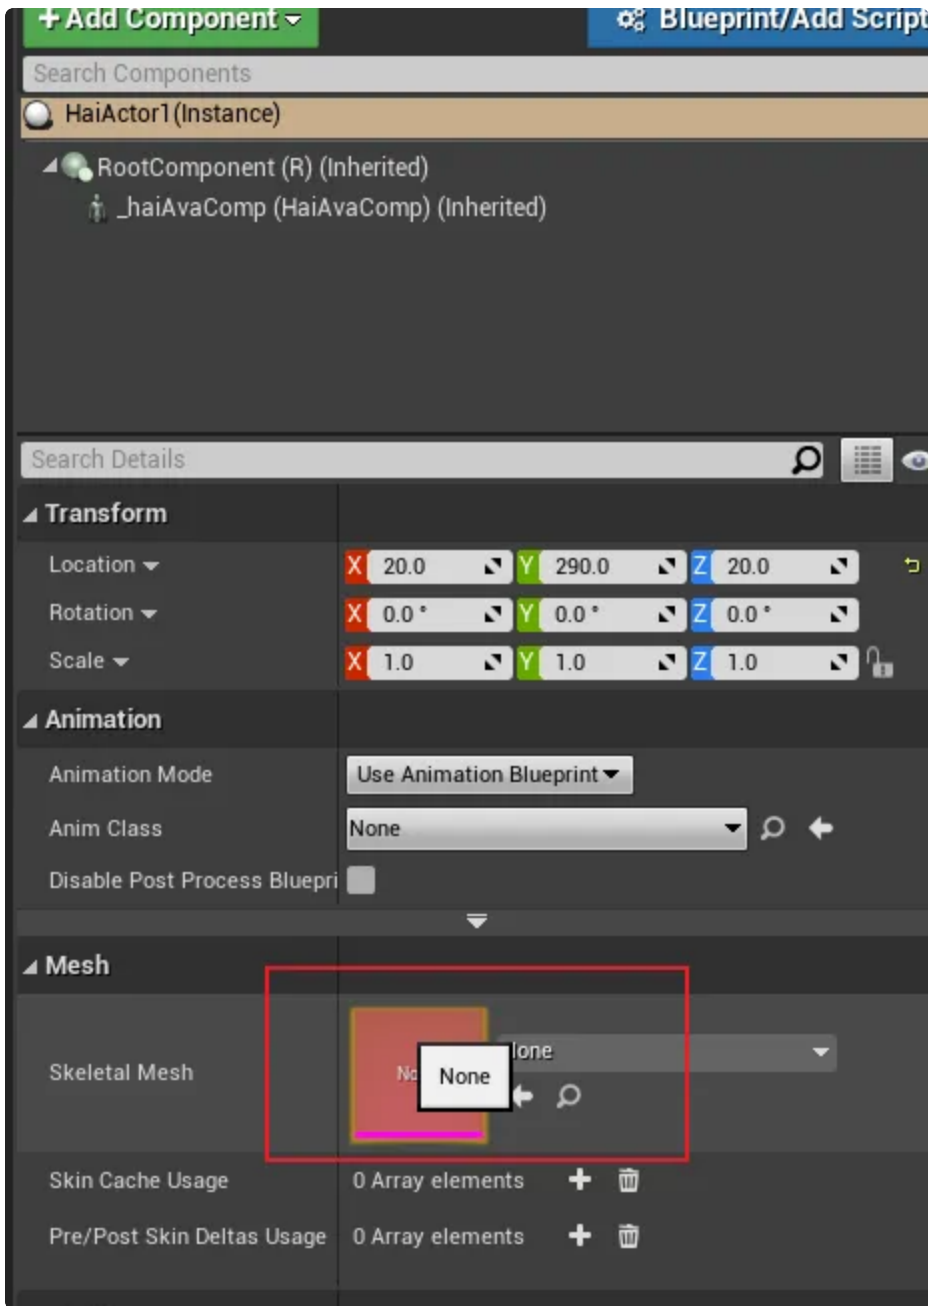 + Add Component
Blueprint/Add Script
Search Components
HaiActor1(Instance)
RootComponent (R) (Inherited)
_haiAvaComp (HaiAvaComp) (Inherited)
Search Details
Transform
Location X 20.0 Y 290.0 Z 20.0
Rotation X 0.0 ° Y 0.0 ° Z 0.0 °
Scale X 1.0 Y 1.0 Z 1.0
Animation
Animation Mode Use Animation Blueprint
Anim Class None
Disable Post Process Bluepri
Mesh
Skeletal Mesh None
Skin Cache Usage 0 Array elements
Pre/Post Skin Deltas Usage 0 Array elements